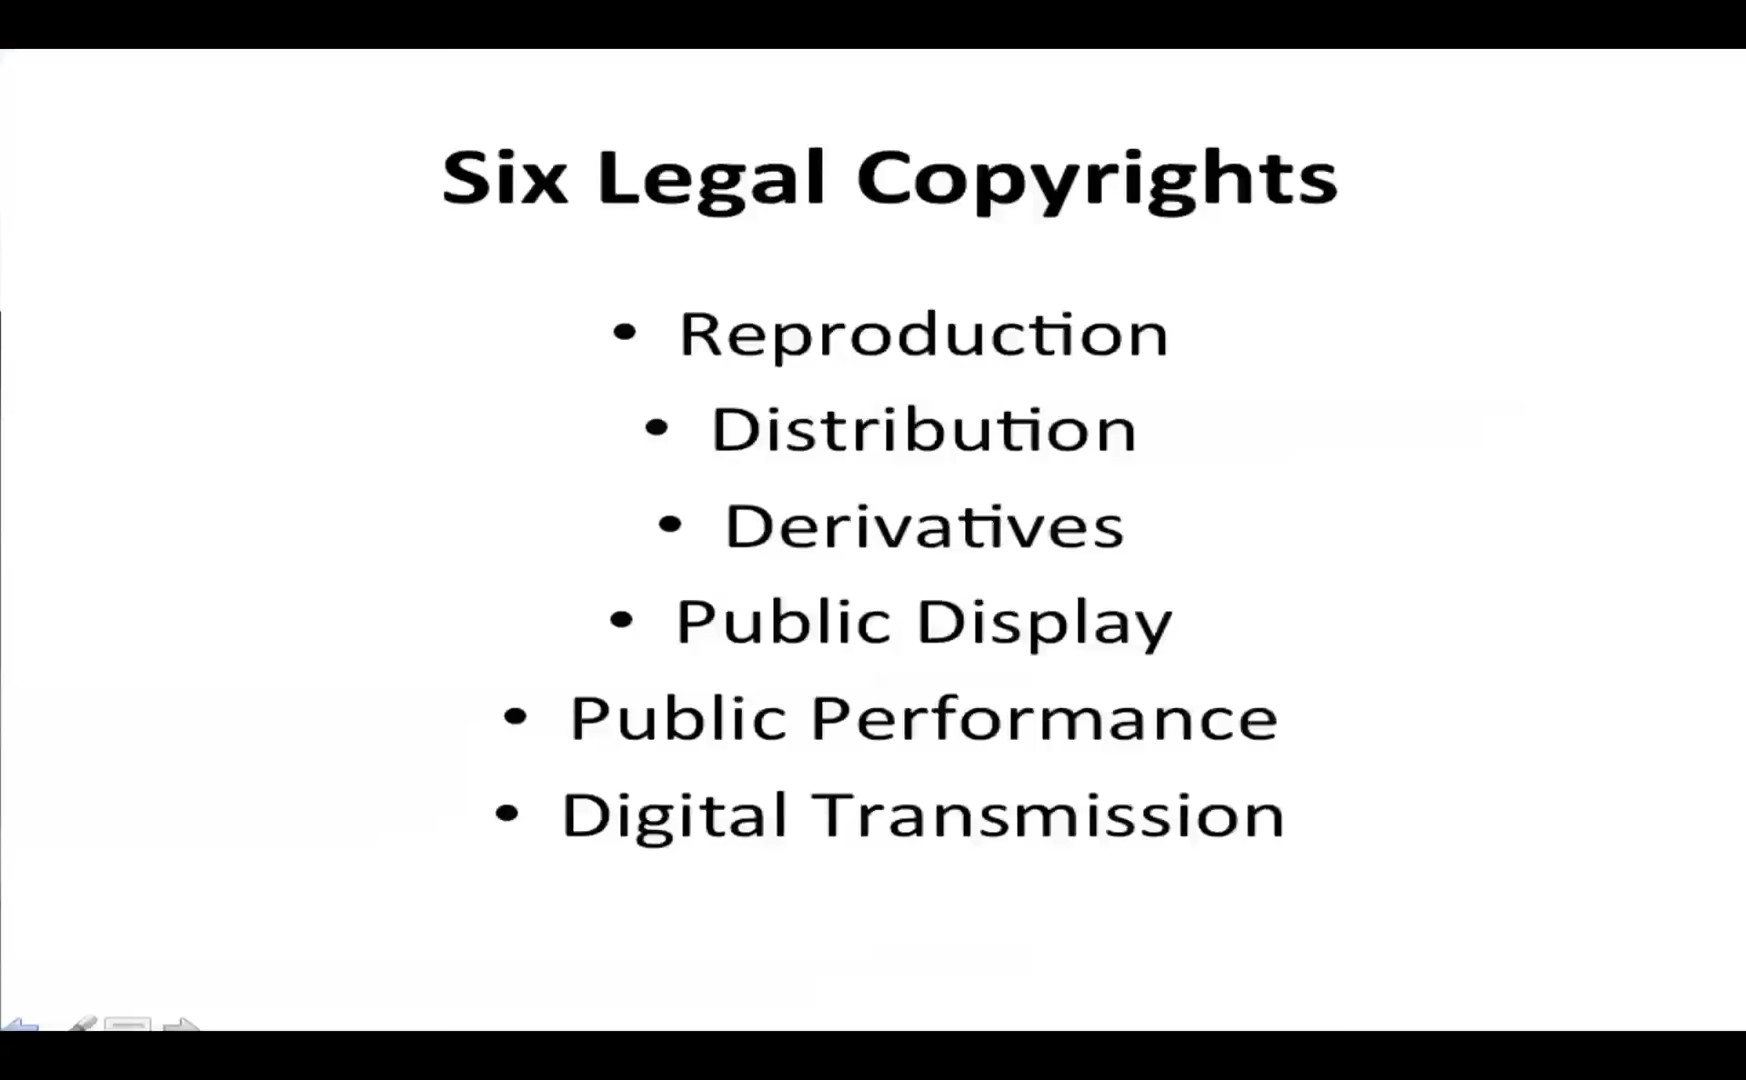 Six Legal Copyrights
• Reproduction
• Distribution
• Derivatives
• Public Display
• Public Performance
• Digital Transmission